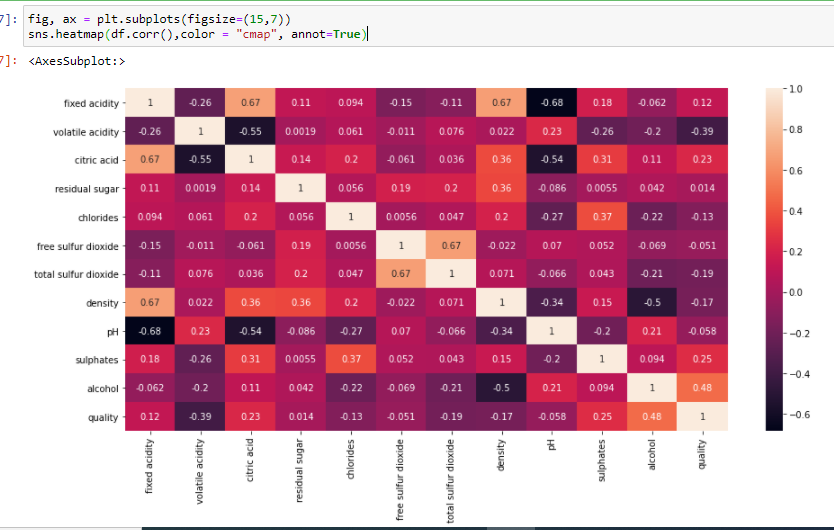 7]: fig, ax = plt.subplots(figsize=(15,7))
sns.heatmap(df.corr(),color = "cmap", annot=True)
7]: <AxesSubplot:>
fixed acidity 1 -0.26 0.67 0.11 0.094 -0.15 -0.11 0.67 -0.68 0.18 -0.062 0.12
volatile acidity -0.26 1 -0.55 0.0019 0.061 -0.011 0.076 0.022 0.23 -0.26 -0.2 -0.39
citric acid 0.67 -0.55 1 0.14 0.2 -0.061 0.036 0.36 -0.54 0.31 0.11 0.23
residual sugar 0.11 0.0019 0.14 1 0.056 0.19 0.2 0.36 -0.086 0.0055 0.042 0.014
chlorides 0.094 0.061 0.2 0.056 1 0.0056 0.047 0.2 -0.27 0.37 -0.22 -0.13
free sulfur dioxide -0.15 -0.011 -0.061 0.19 0.0056 1 0.67 -0.022 0.07 0.052 -0.069 -0.051
total sulfur dioxide -0.11 0.076 0.036 0.2 0.047 0.67 1 0.071 -0.066 0.043 -0.21 -0.19
density 0.67 0.022 0.36 0.36 0.2 -0.022 0.071 1 -0.34 0.15 -0.5 -0.17
pH -0.68 0.23 -0.54 -0.086 -0.27 0.07 -0.066 -0.34 1 -0.2 0.21 -0.058
sulphates 0.18 -0.26 0.31 0.0055 0.37 0.052 0.043 0.15 -0.2 1 0.094 0.25
alcohol -0.062 -0.2 0.11 0.042 -0.22 -0.069 -0.21 -0.5 0.21 0.094 1 0.48
quality 0.12 -0.39 0.23 0.014 -0.13 -0.051 -0.19 -0.17 -0.058 0.25 0.48 1
fixed acidity
volatile acidity
citric acid
residual sugar
chlorides
free sulfur dioxide
total sulfur dioxide
density
pH
sulphates
alcohol
quality
1.0
0.8
0.6
0.4
0.2
0.0
-0.2
-0.4
-0.6